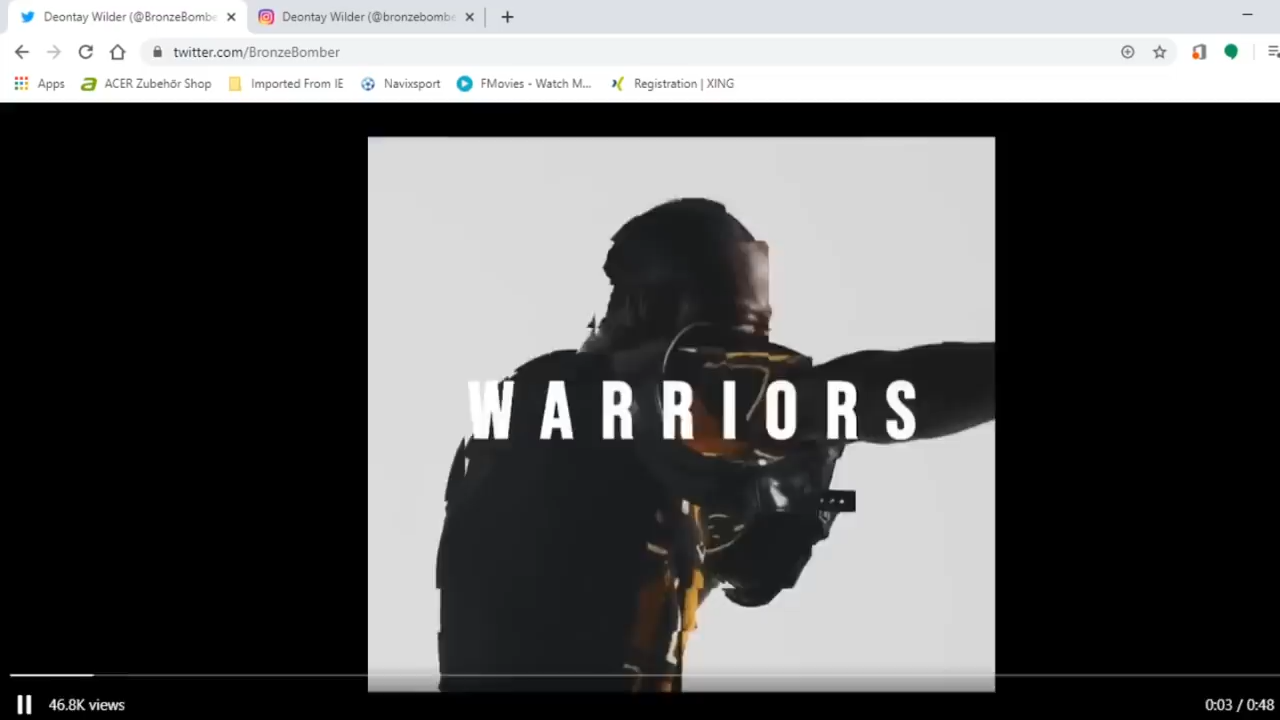 Deontay Wilder (@BronzeBombe
Deontay Wilder (@bronzebombe
twitter.com/BronzeBomber
Apps
ACER Zubehör Shop
Imported From IE
Navixsport
FMovies - Watch M...
Registration | XING
WARRIORS
46.8K views
0:03 / 0:48